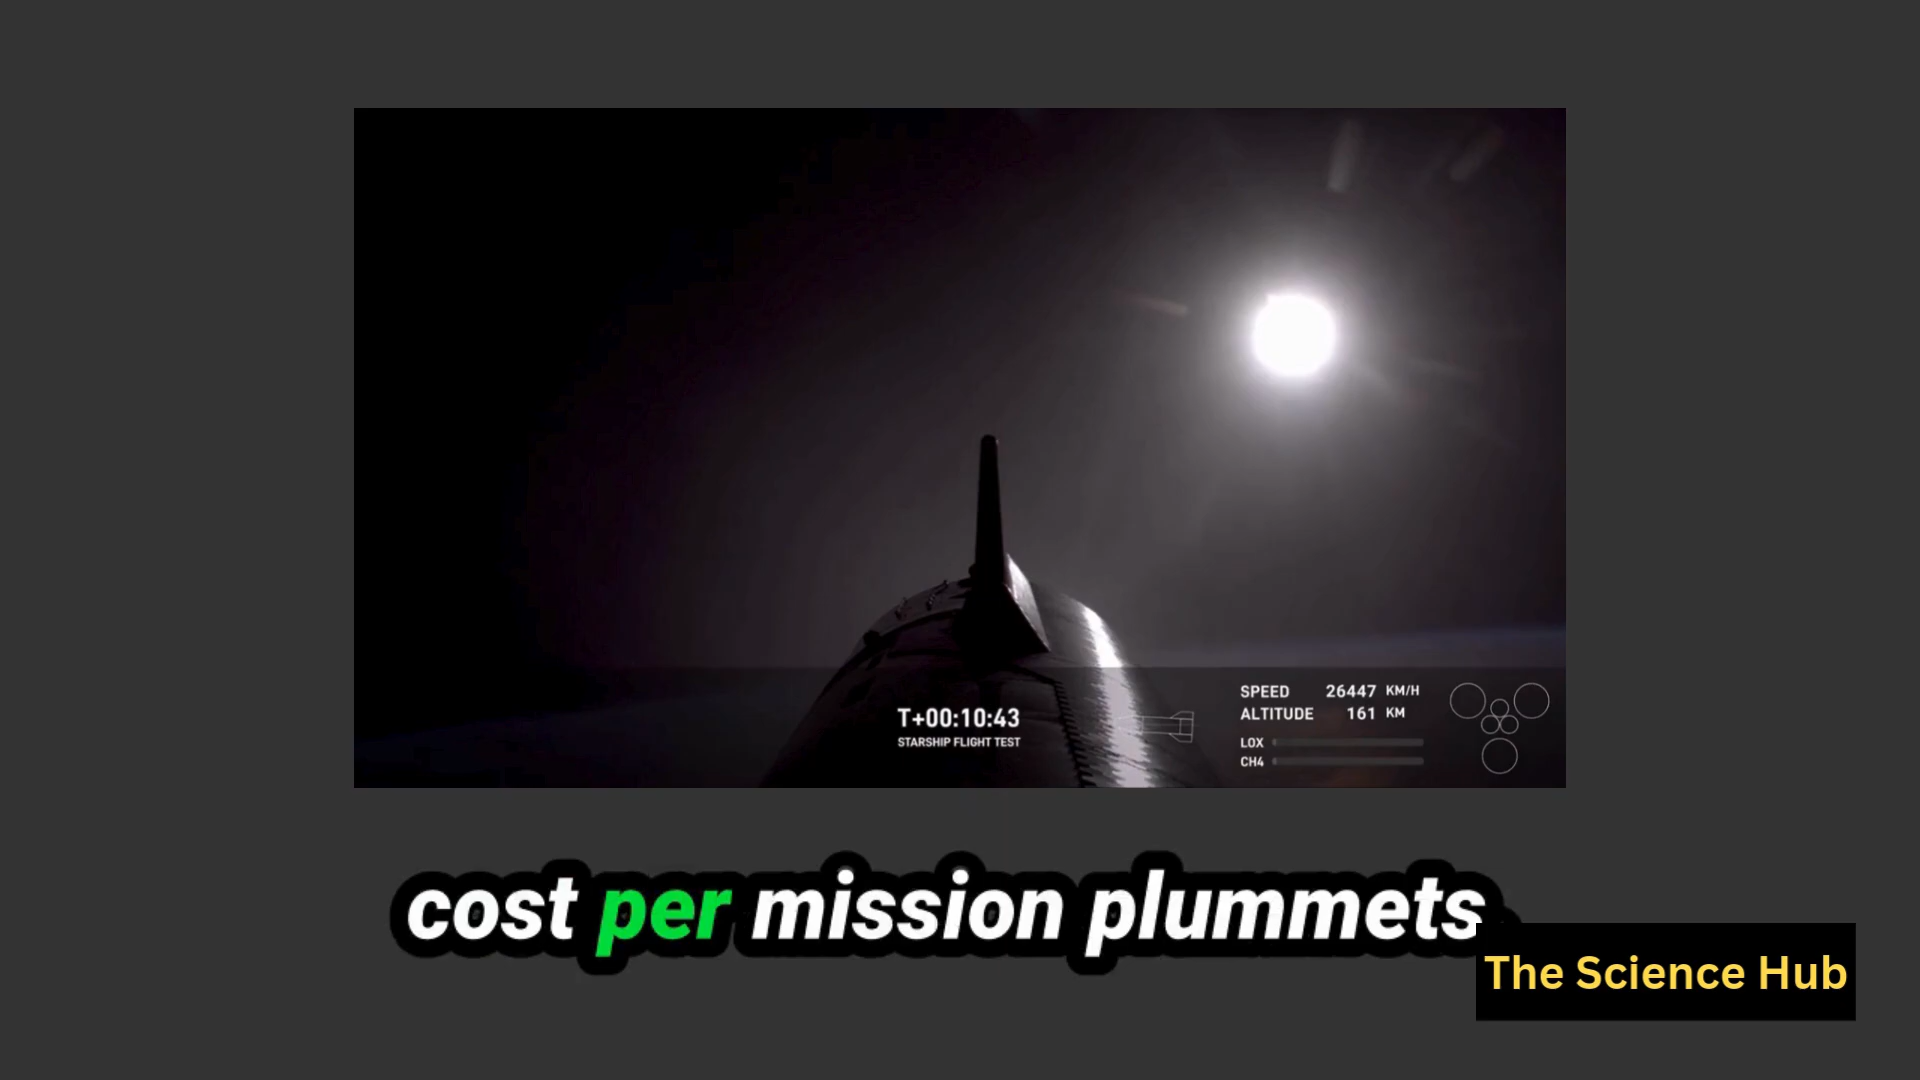 T+00:10:43
STARSHIP FLIGHT TEST
SPEED 26447 KM/H
ALTITUDE 161 KM
LOX
CH4
cost per mission plummets
The Science Hub